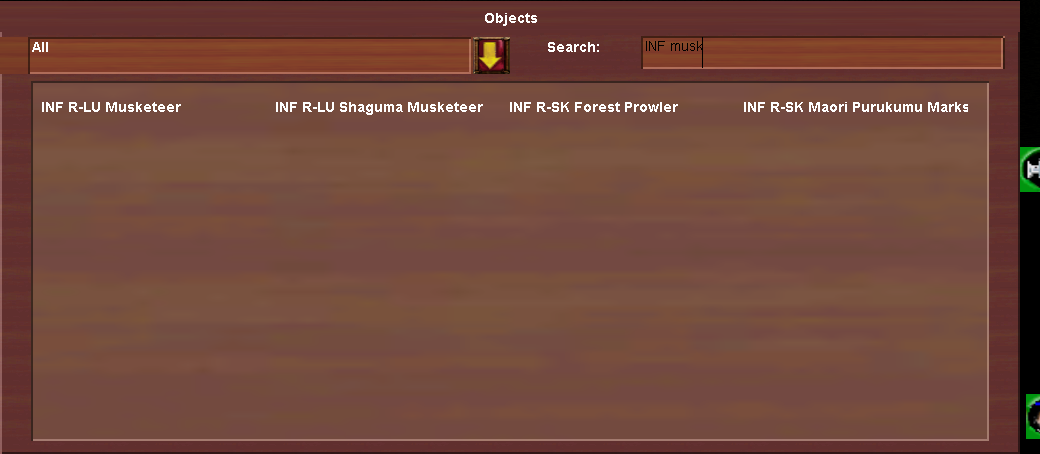 Objects
All
Search:
INF musk
INF R-LU Musketeer
INF R-LU Shaguma Musketeer
INF R-SK Forest Prowler
INF R-SK Maori Purukumu Marks